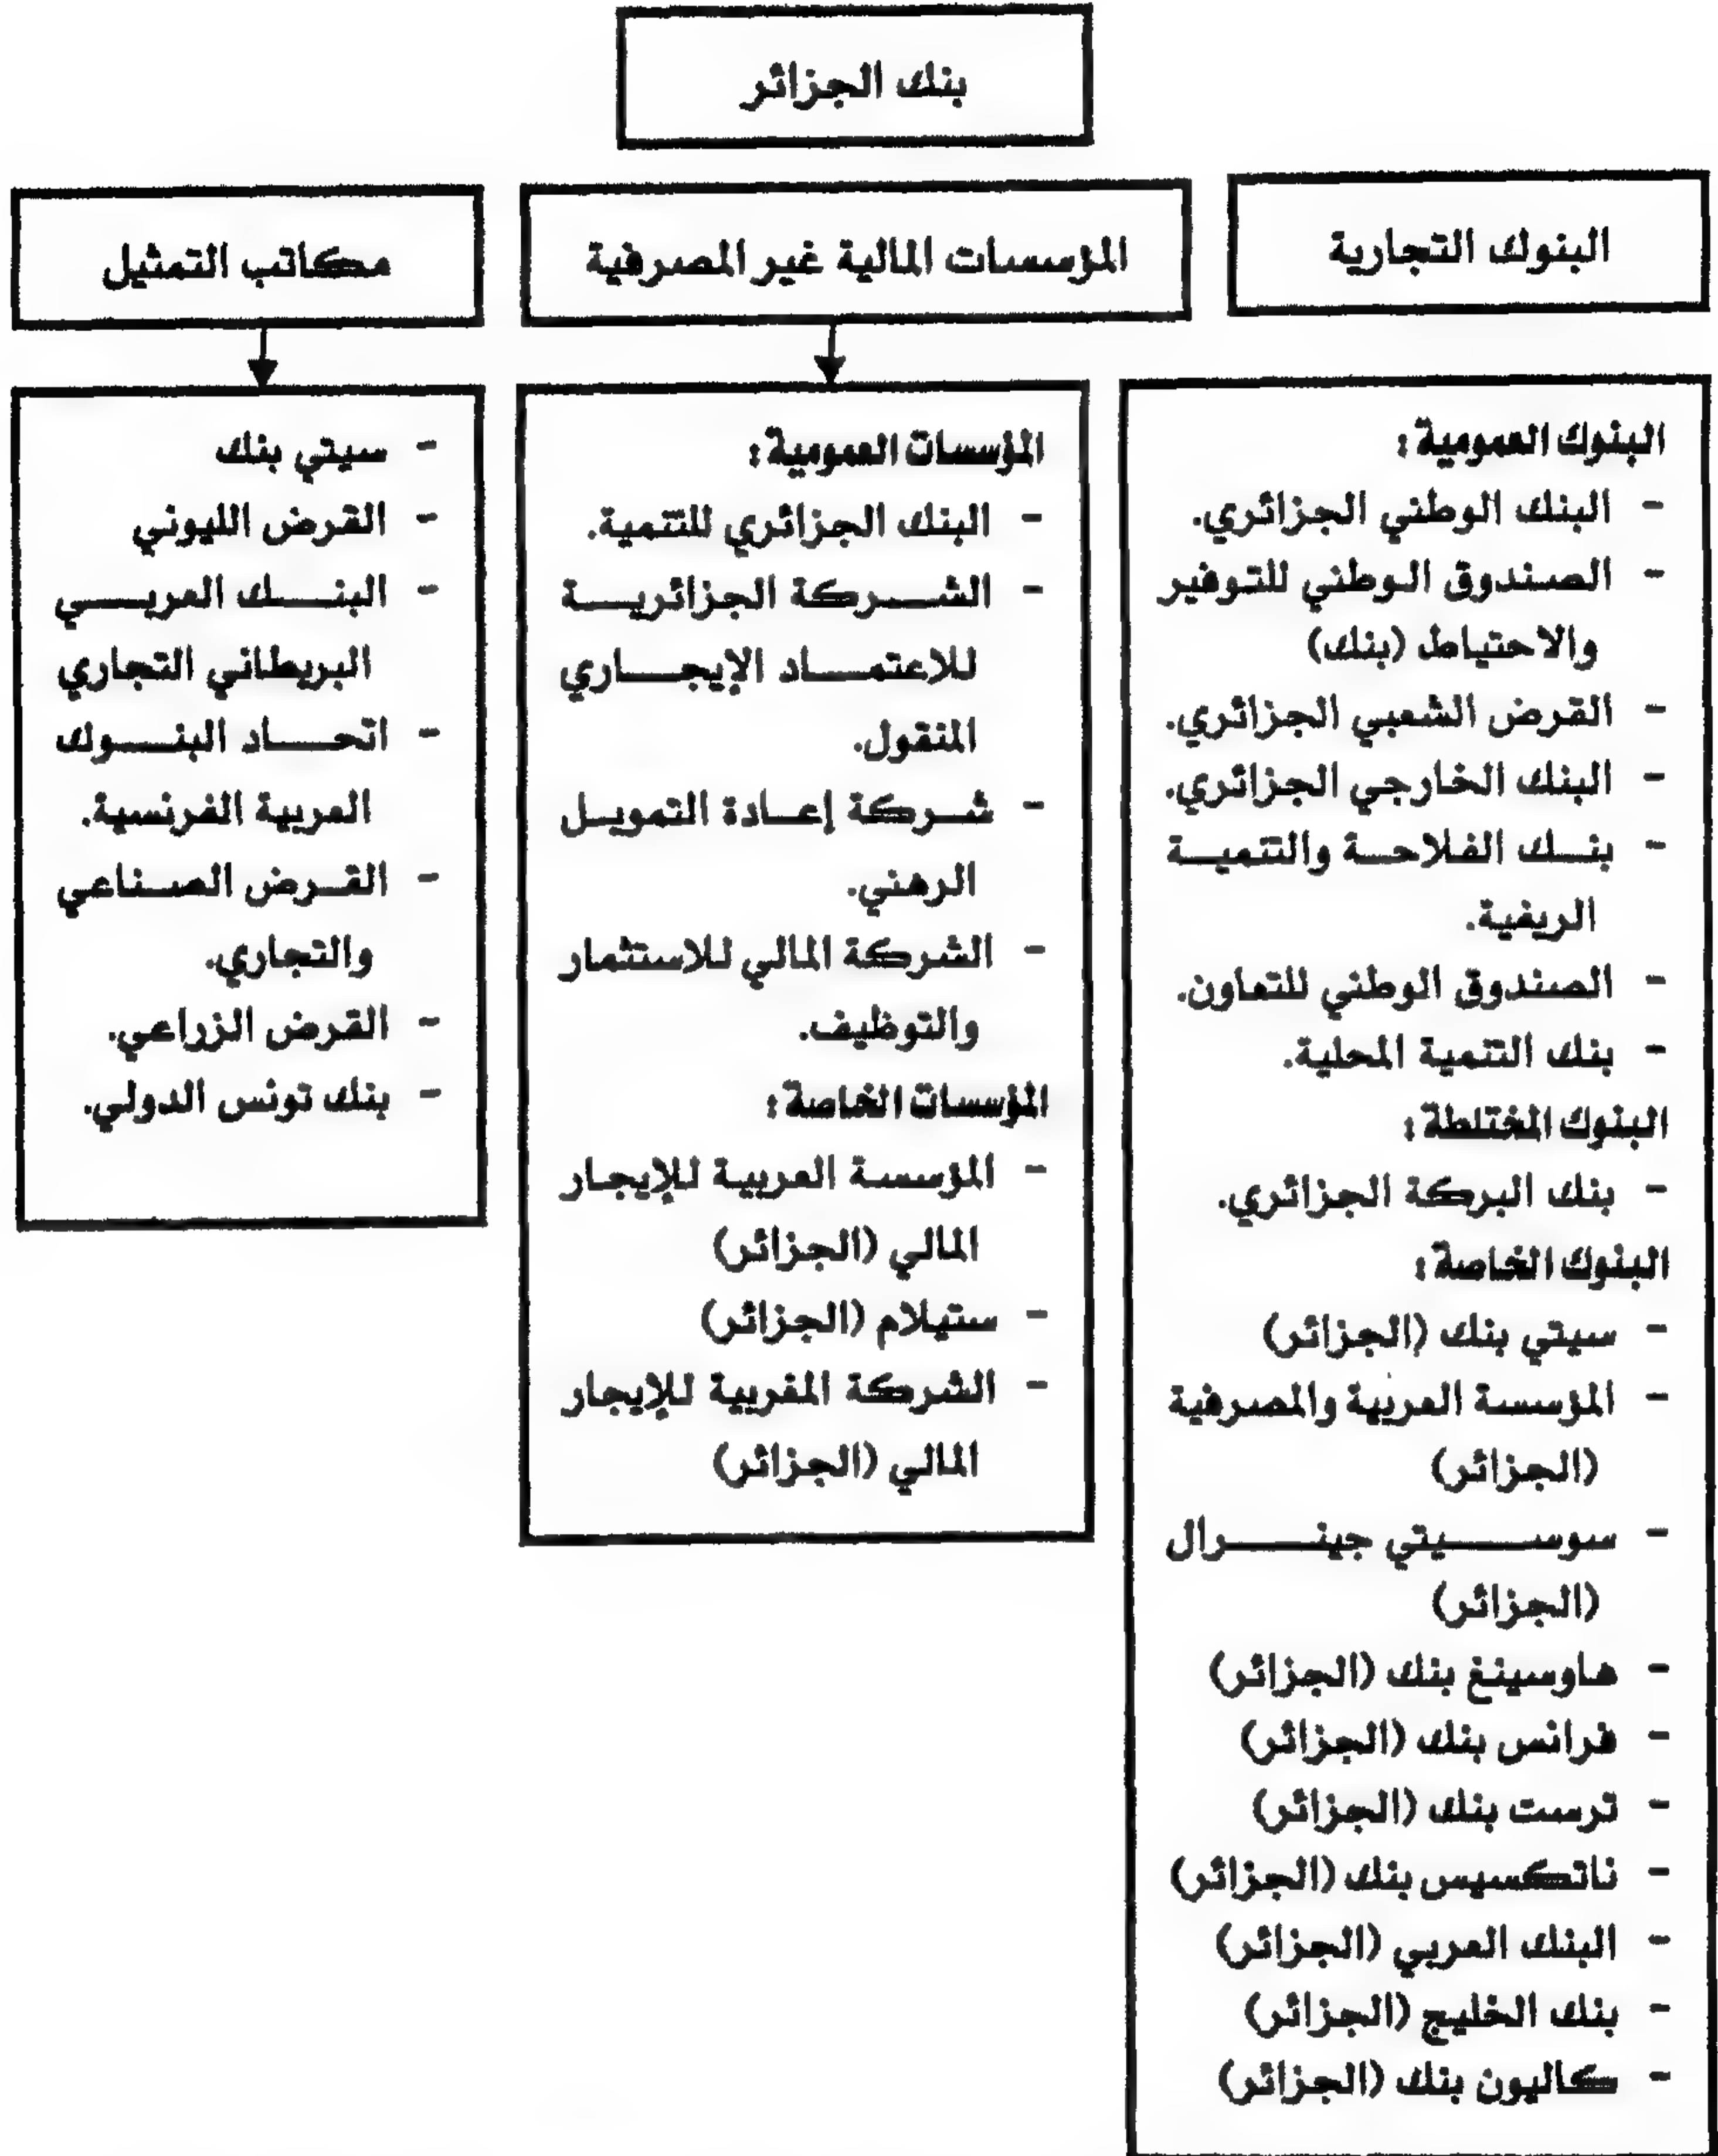 بنك الجزائر
البنوك التجارية
المؤسسات المالية غير المصرفية
مكاتب التمثيل
البنوك العمومية:
- البنك الوطني الجزائري.
- الصندوق الوطني للتوفير
والاحتياط (بنك)
- القرض الشعبي الجزائري.
- البنك الخارجي الجزائري.
- بنك الفلاحة والتنمية
الريفية.
- الصندوق الوطني للتعاون.
- بنك التنمية المحلية.
البنوك المختلطة:
- بنك البركة الجزائري.
البنوك الخاصة:
- سيتي بنك (الجزائر)
- المؤسسة العربية والمصرفية
(الجزائر)
- سوسيتي جينرال
(الجزائر)
- هاوسينغ بنك (الجزائر)
- فرانس بنك (الجزائر)
- ترست بنك (الجزائر)
- ناتكسيس بنك (الجزائر)
- البنك العربي (الجزائر)
- بنك الخليج (الجزائر)
- كاليون بنك (الجزائر)
المؤسسات العمومية:
- البنك الجزائري للتنمية.
- الشركة الجزائرية
للاعتماد الإيجاري
المنقول.
- شركة إعادة التمويل
الرهني.
- الشركة المالي للاستثمار
والتوظيف.
المؤسسات الخاصة:
- المؤسسة العربية للإيجار
المالي (الجزائر)
- ستيلام (الجزائر)
- الشركة المغربية للإيجار
المالي (الجزائر)
- سيتي بنك
- القرض الليوني
- البنك العربي
البريطاني التجاري
- اتحاد البنوك
العربية الفرنسية.
- القرض الصناعي
والتجاري.
- القرض الزراعي.
- بنك تونس الدولي.